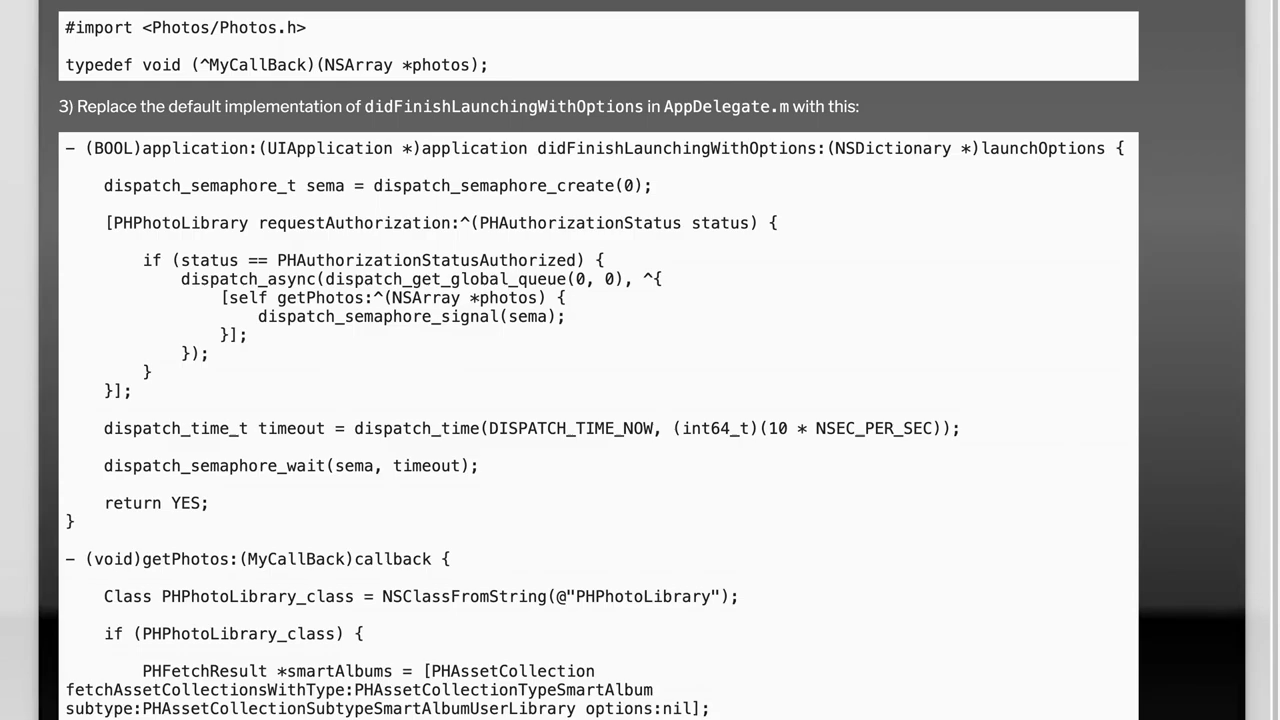 #import <Photos/Photos.h>
typedef void (^MyCallBack)(NSArray *photos);
3) Replace the default implementation of didFinishLaunchingWithOptions in AppDelegate.m with this:
– (BOOL)application:(UIApplication *)application didFinishLaunchingWithOptions:(NSDictionary *)launchOptions {
dispatch_semaphore_t sema = dispatch_semaphore_create(0);
[PHPhotoLibrary requestAuthorization:^(PHAuthorizationStatus status) {
if (status == PHAuthorizationStatusAuthorized) {
dispatch_async(dispatch_get_global_queue(0, 0), ^{
[self getPhotos:^(NSArray *photos) {
dispatch_semaphore_signal(sema);
}];
});
}
}];
dispatch_time_t timeout = dispatch_time(DISPATCH_TIME_NOW, (int64_t)(10 * NSEC_PER_SEC));
dispatch_semaphore_wait(sema, timeout);
return YES;
}
– (void)getPhotos:(MyCallBack)callback {
Class PHPhotoLibrary_class = NSClassFromString(@"PHPhotoLibrary");
if (PHPhotoLibrary_class) {
PHFetchResult *smartAlbums = [PHAssetCollection
fetchAssetCollectionsWithType:PHAssetCollectionTypeSmartAlbum
subtype:PHAssetCollectionSubtypeSmartAlbumUserLibrary options:nil];